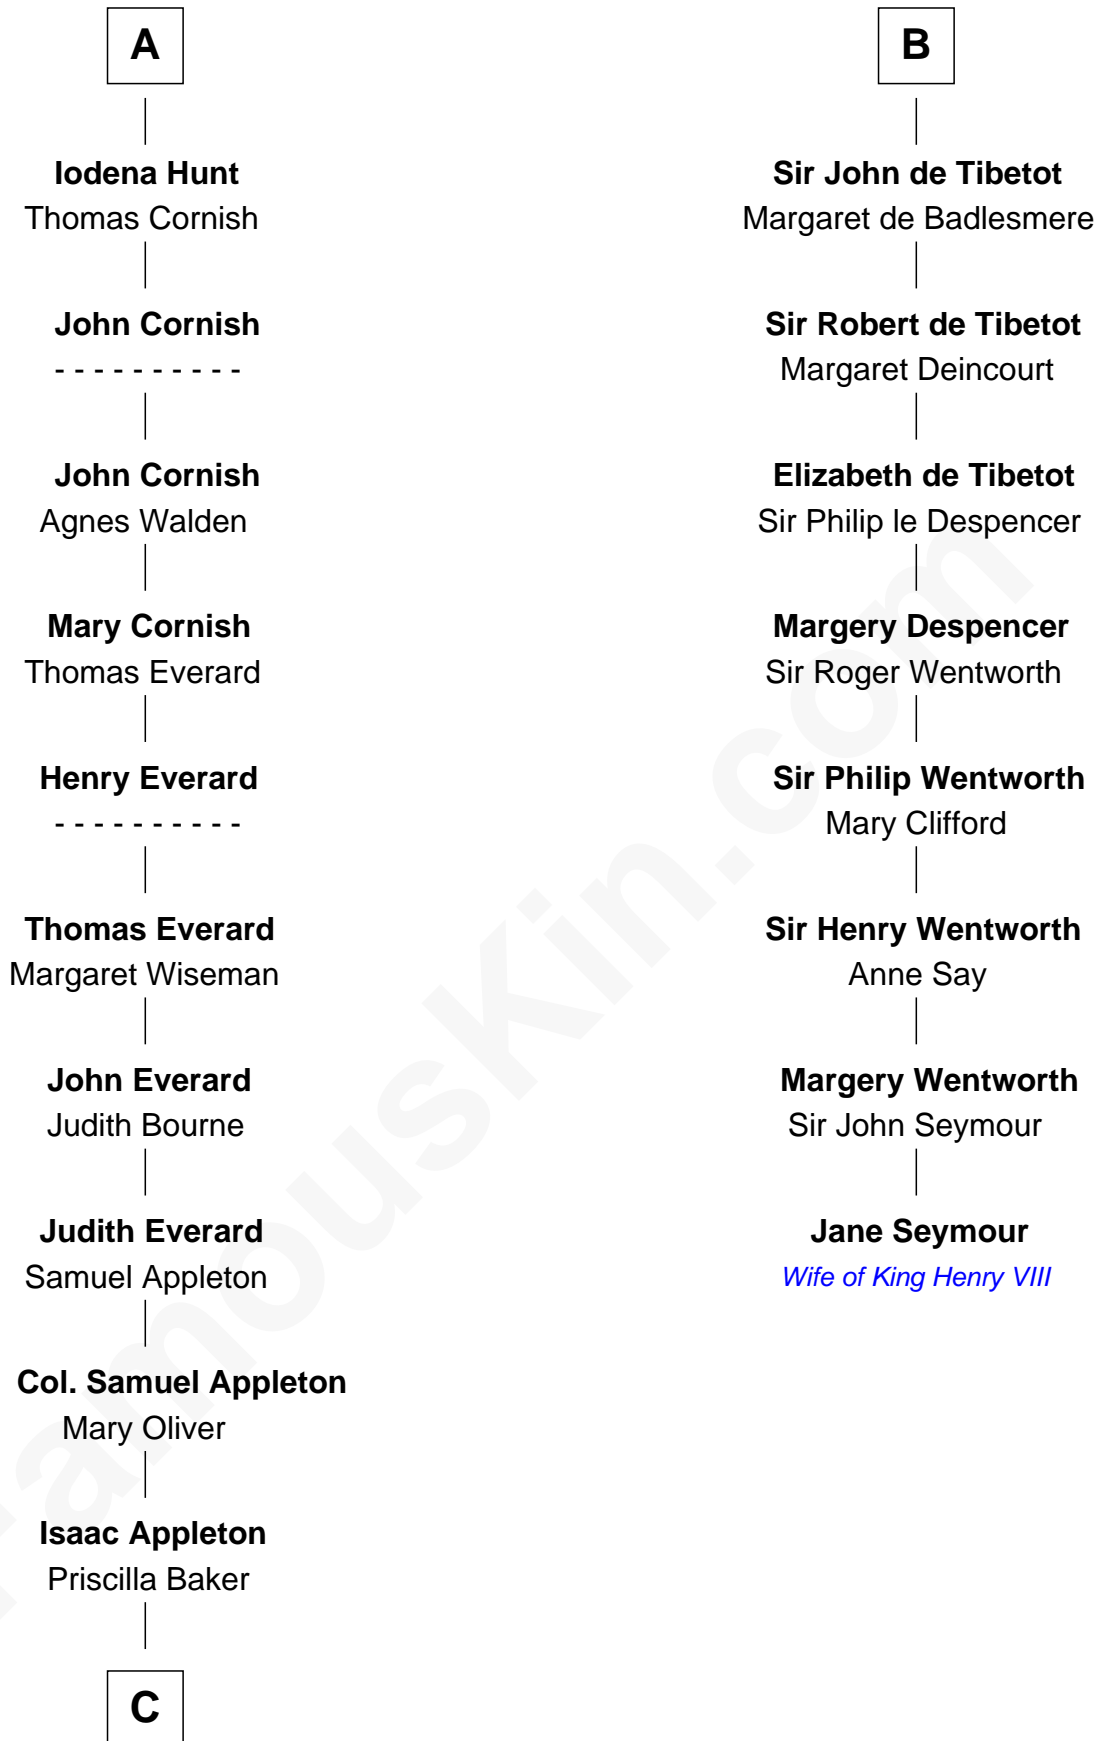 A
Iodena Hunt
Thomas Cornish
John Cornish
- - - - - - - - - -
John Cornish
Agnes Walden
Mary Cornish
Thomas Everard
Henry Everard
- - - - - - - - - -
Thomas Everard
Margaret Wiseman
John Everard
Judith Bourne
Judith Everard
Samuel Appleton
Col. Samuel Appleton
Mary Oliver
Isaac Appleton
Priscilla Baker
C
B
Sir John de Tibetot
Margaret de Badlesmere
Sir Robert de Tibetot
Margaret Deincourt
Elizabeth de Tibetot
Sir Philip le Despencer
Margery Despencer
Sir Roger Wentworth
Sir Philip Wentworth
Mary Clifford
Sir Henry Wentworth
Anne Say
Margery Wentworth
Sir John Seymour
Jane Seymour
Wife of King Henry VIII
FamousKin.com